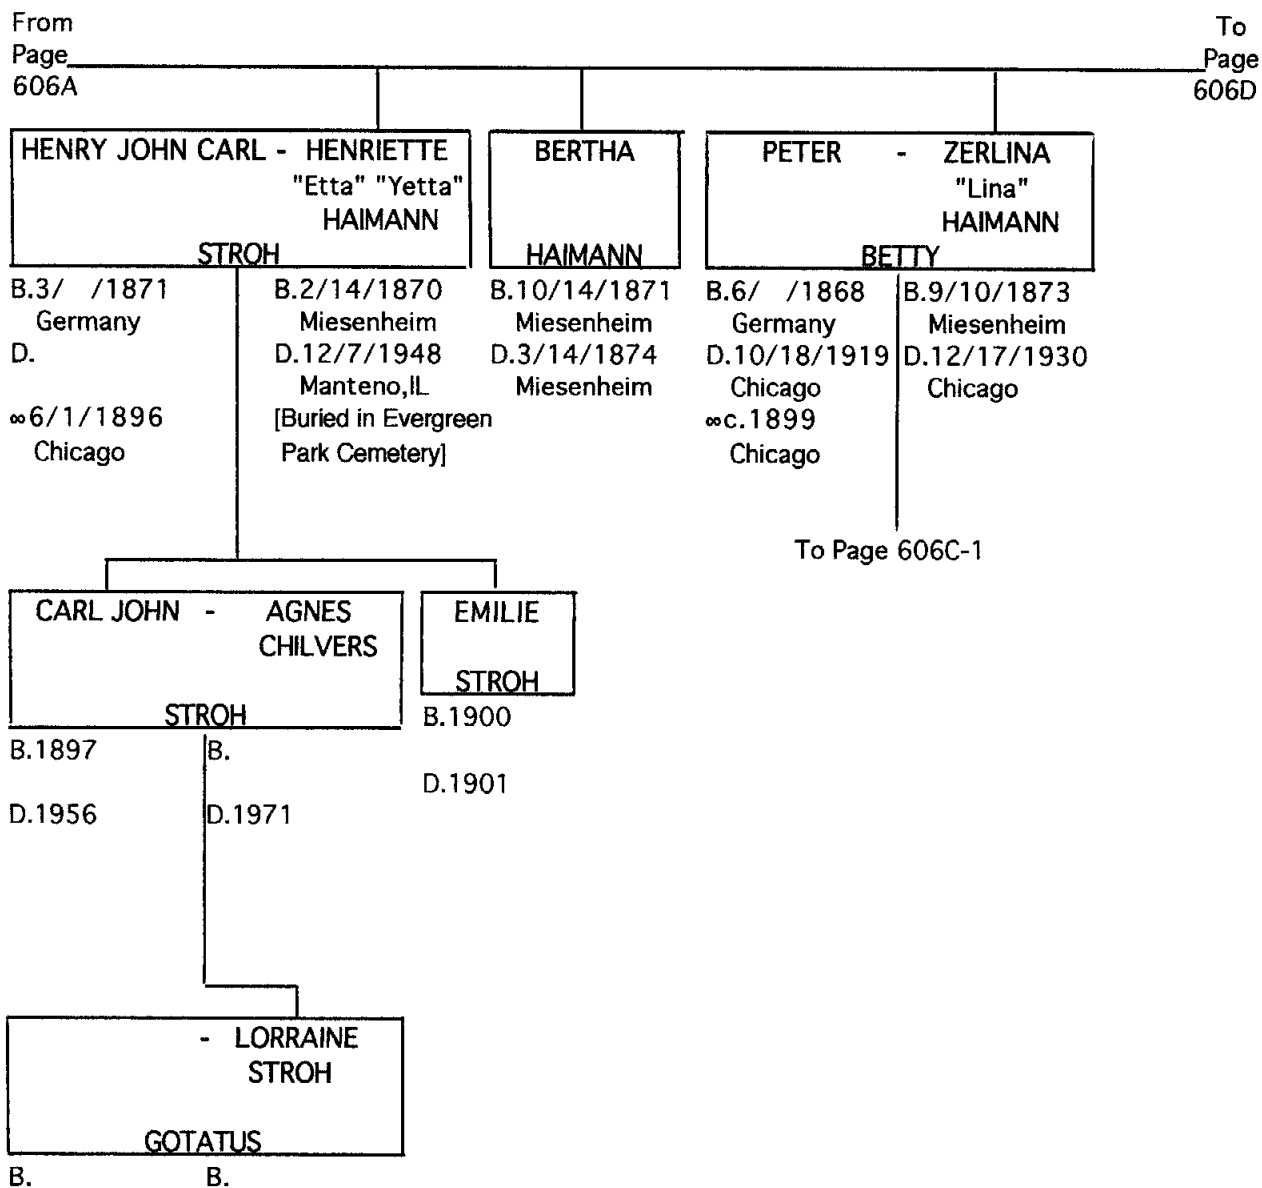 From
Page
606A
To
Page
606D
HENRY JOHN CARL - HENRIETTE
"Etta" "Yetta"
HAIMANN
STROH
B.3/ /1871
Germany
D.
∞6/1/1896
Chicago
B.2/14/1870
Miesenheim
D.12/7/1948
Manteno,IL
[Buried in Evergreen
Park Cemetery]
BERTHA
HAIMANN
B.10/14/1871
Miesenheim
D.3/14/1874
Miesenheim
PETER - ZERLINA
"Lina"
HAIMANN
BETTY
B.6/ /1868
Germany
D.10/18/1919
Chicago
∞c.1899
Chicago
B.9/10/1873
Miesenheim
D.12/17/1930
Chicago
To Page 606C-1
CARL JOHN - AGNES
CHILVERS
STROH
B.1897
D.1956
B.
D.1971
EMILIE
STROH
B.1900
D.1901
- LORRAINE
STROH
GOTATUS
B. B.